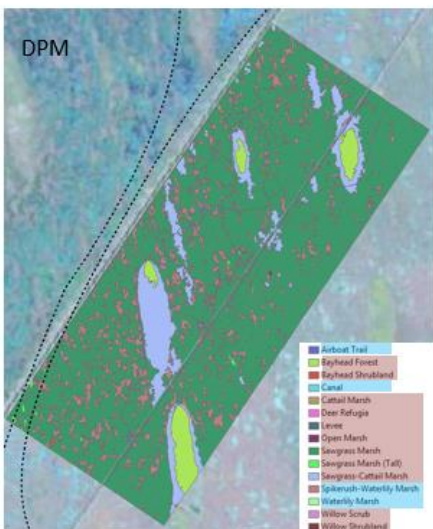 DPM
Airboat Trail
Bayhead Forest
Bayhead Shrubland
Canal
Cattail Marsh
Deer Refugia
Levee
Open Marsh
Sawgrass Marsh
Sawgrass Marsh (Tall)
Sawgrass-Cattail Marsh
Spikerush-Waterlily Marsh
Waterlily Marsh
Willow Scrub
Willow Shrubland